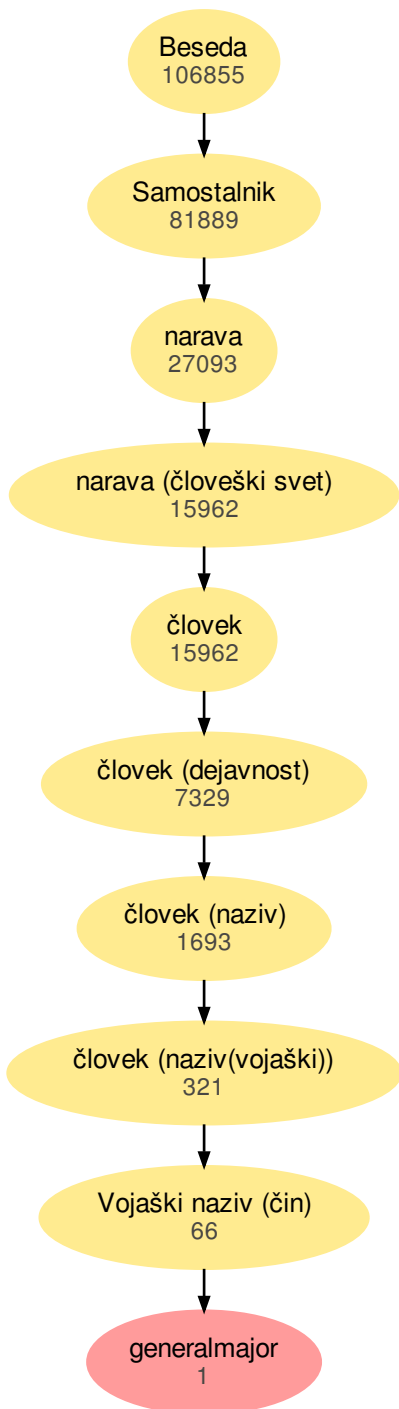 Beseda
106855
Samostalnik
81889
narava
27093
narava (človeški svet)
15962
človek
15962
človek (dejavnost)
7329
človek (naziv)
1693
človek (naziv(vojaški))
321
Vojaški naziv (čin)
66
generalmajor
1